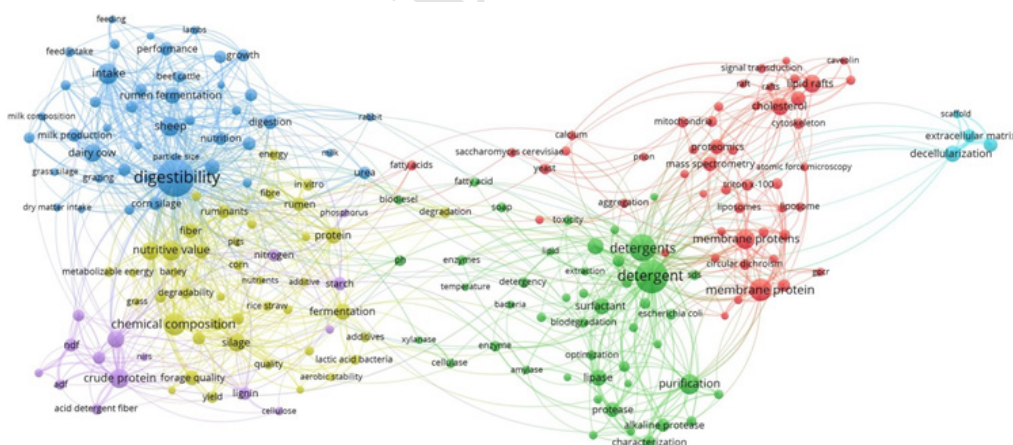 feeding
lambs
feed intake
performance
growth
intake
beef cattle
rumen fermentation
milk composition
sheep
digestion
rabbit
milk production
nutrition
dairy cow
particle size
energy
milk
grass silage
grazing
digestibility
urea
fatty acids
in vitro
fatty acid
dry matter intake
corn silage
fibre
rumen
biodiesel
ruminants
phosphorus
degradation
soap
fiber
pigs
protein
nutritive value
nitrogen
ph
enzymes
metabolizable energy
barley
corn
nutrients
additive
starch
temperature
degradability
grass
rice straw
fermentation
chemical composition
additives
xylanase
silage
ndf
nirs
quality
lactic acid bacteria
cellulase
crude protein
forage quality
aerobic stability
adf
yield
lignin
acid detergent fiber
cellulose
signal transduction
caveolin
raft
rafts
lipid rafts
cholesterol
mitochondria
cytoskeleton
calcium
proteomics
saccharomyces cerevisiae
prion
mass spectrometry
atomic force microscopy
yeast
triton x-100
aggregation
liposomes
liposome
toxicity
scaffold
extracellular matrix
decellularization
detergents
membrane proteins
lipid
extraction
detergent
sds
circular dichroism
gpcr
detergency
membrane protein
bacteria
surfactant
escherichia coli
biodegradation
enzyme
optimization
amylase
lipase
purification
protease
alkaline protease
characterization